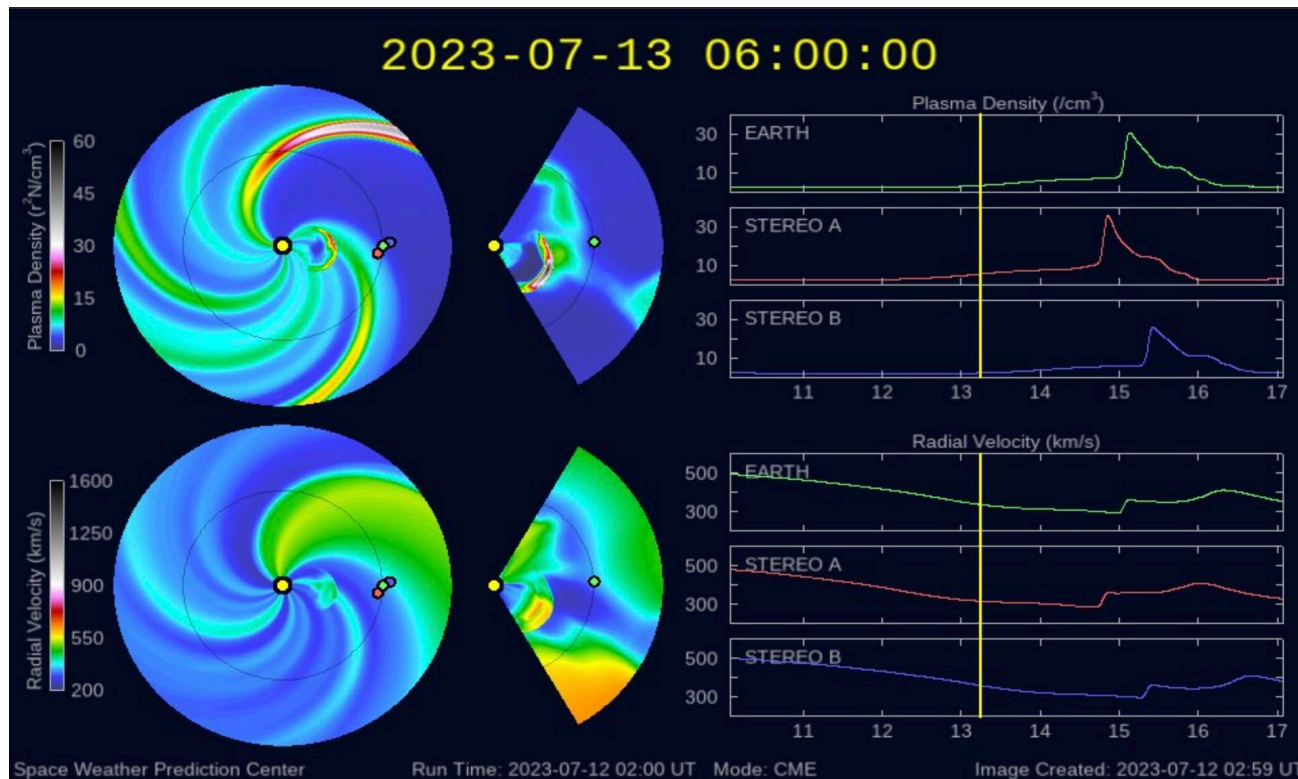 2023-07-13 06:00:00
Plasma Density (r²N/cm³)
60
45
30
15
0
Plasma Density (/cm³)
EARTH
30
10
STEREO A
30
10
STEREO B
30
10
11 12 13 14 15 16 17
Radial Velocity (km/s)
1600
1250
900
550
200
Radial Velocity (km/s)
EARTH
500
300
STEREO A
500
300
STEREO B
500
300
11 12 13 14 15 16 17
Space Weather Prediction Center Run Time: 2023-07-12 02:00 UT Mode: CME Image Created: 2023-07-12 02:59 UT